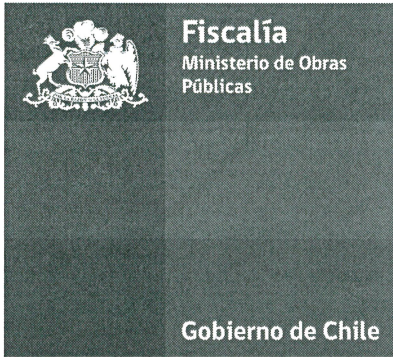 Fiscalía
Ministerio de Obras
Públicas
Gobierno de Chile